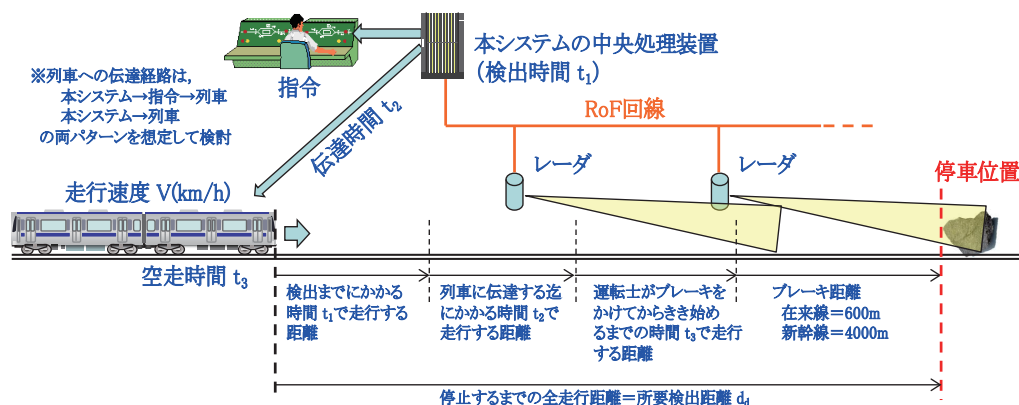 本システムの中央処理装置
(検出時間 t1)
指令
※列車への伝達経路は，
本システム→指令→列車
本システム→列車
の両パターンを想定して検討
伝達時間 t2
RoF回線
レーダ
レーダ
停車位置
走行速度 V(km/h)
空走時間 t3
検出までにかかる
時間 t1で走行する
距離
列車に伝達する迄
にかかる時間 t2で
走行する距離
運転士がブレーキを
かけてからきき始め
るまでの時間 t3で走行
する距離
ブレーキ距離
在来線＝600m
新幹線＝4000m
停止するまでの全走行距離＝所要検出距離 dd